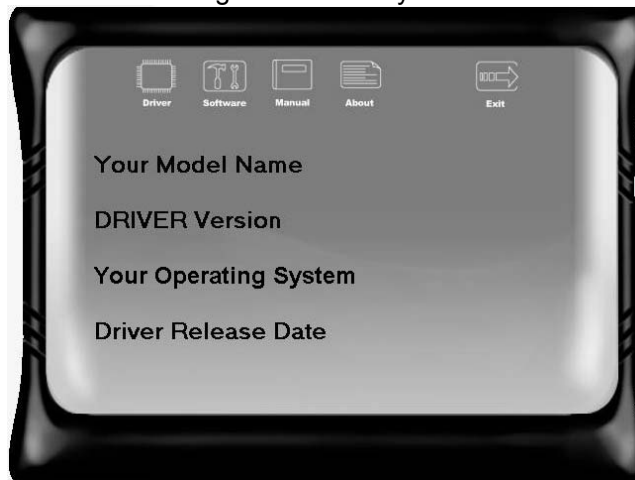 Driver Software Manual About Exit
Your Model Name
DRIVER Version
Your Operating System
Driver Release Date